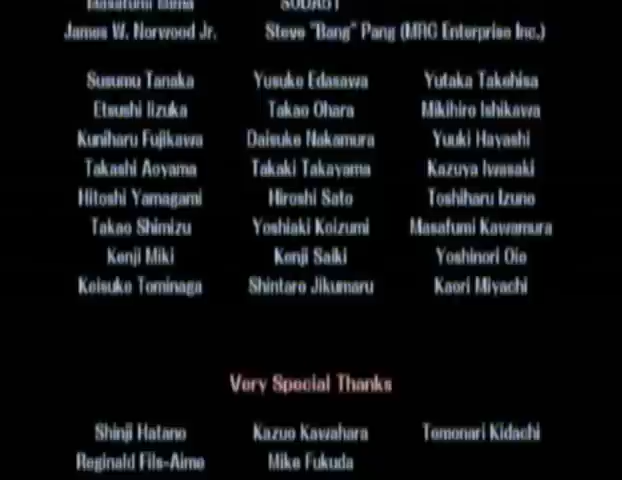 James W. Norwood Jr. Steve "Bang" Pang (MRC Enterprise Inc.)
Susumu Tanaka Yusuke Edasawa Yutaka Takehisa
Etsushi Iizuka Takao Ohara Mikihiro Ishikawa
Kuniharu Fujikawa Daisuke Nakamura Yuuki Hayashi
Takashi Aoyama Takaki Takayama Kazuya Iwasaki
Hitoshi Yamagami Hiroshi Sato Toshiharu Izuno
Takao Shimizu Yoshiaki Koizumi Masafumi Kawamura
Kenji Miki Kenji Saiki Yoshinori Oie
Keisuke Tominaga Shintaro Jikumaru Kaori Miyachi
Very Special Thanks
Shinji Hatano Kazuo Kawahara Tomonari Kidachi
Reginald Fils-Aime Mike Fukuda